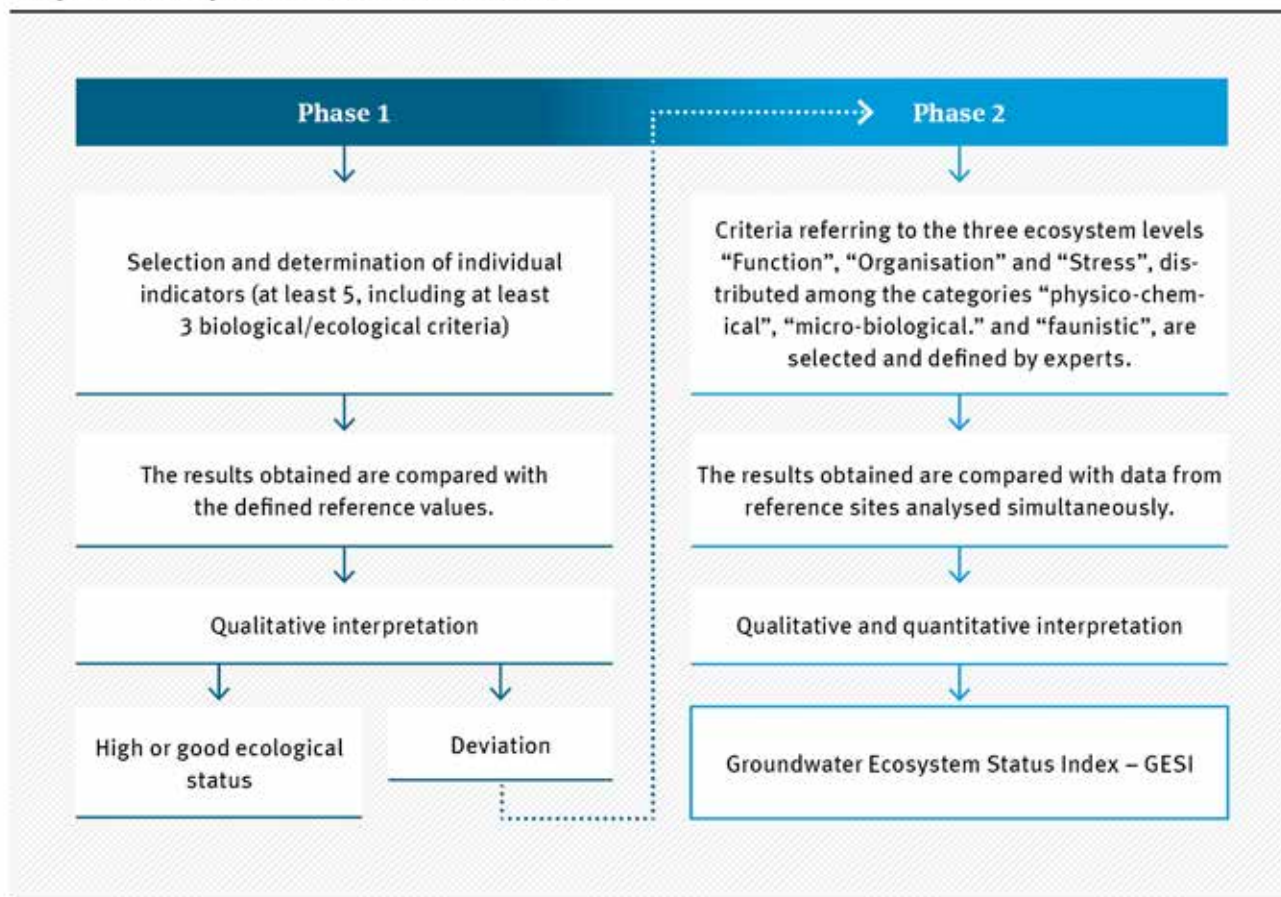 Phase 1
Phase 2
Selection and determination of individual
indicators (at least 5, including at least
3 biological/ecological criteria)
Criteria referring to the three ecosystem levels
“Function”, “Organisation” and “Stress”, dis-
tributed among the categories “physico-chem-
ical”, “micro-biological.” and “faunistic”, are
selected and defined by experts.
The results obtained are compared with
the defined reference values.
The results obtained are compared with data from
reference sites analysed simultaneously.
Qualitative interpretation
Qualitative and quantitative interpretation
High or good ecological
status
Deviation
Groundwater Ecosystem Status Index – GESI